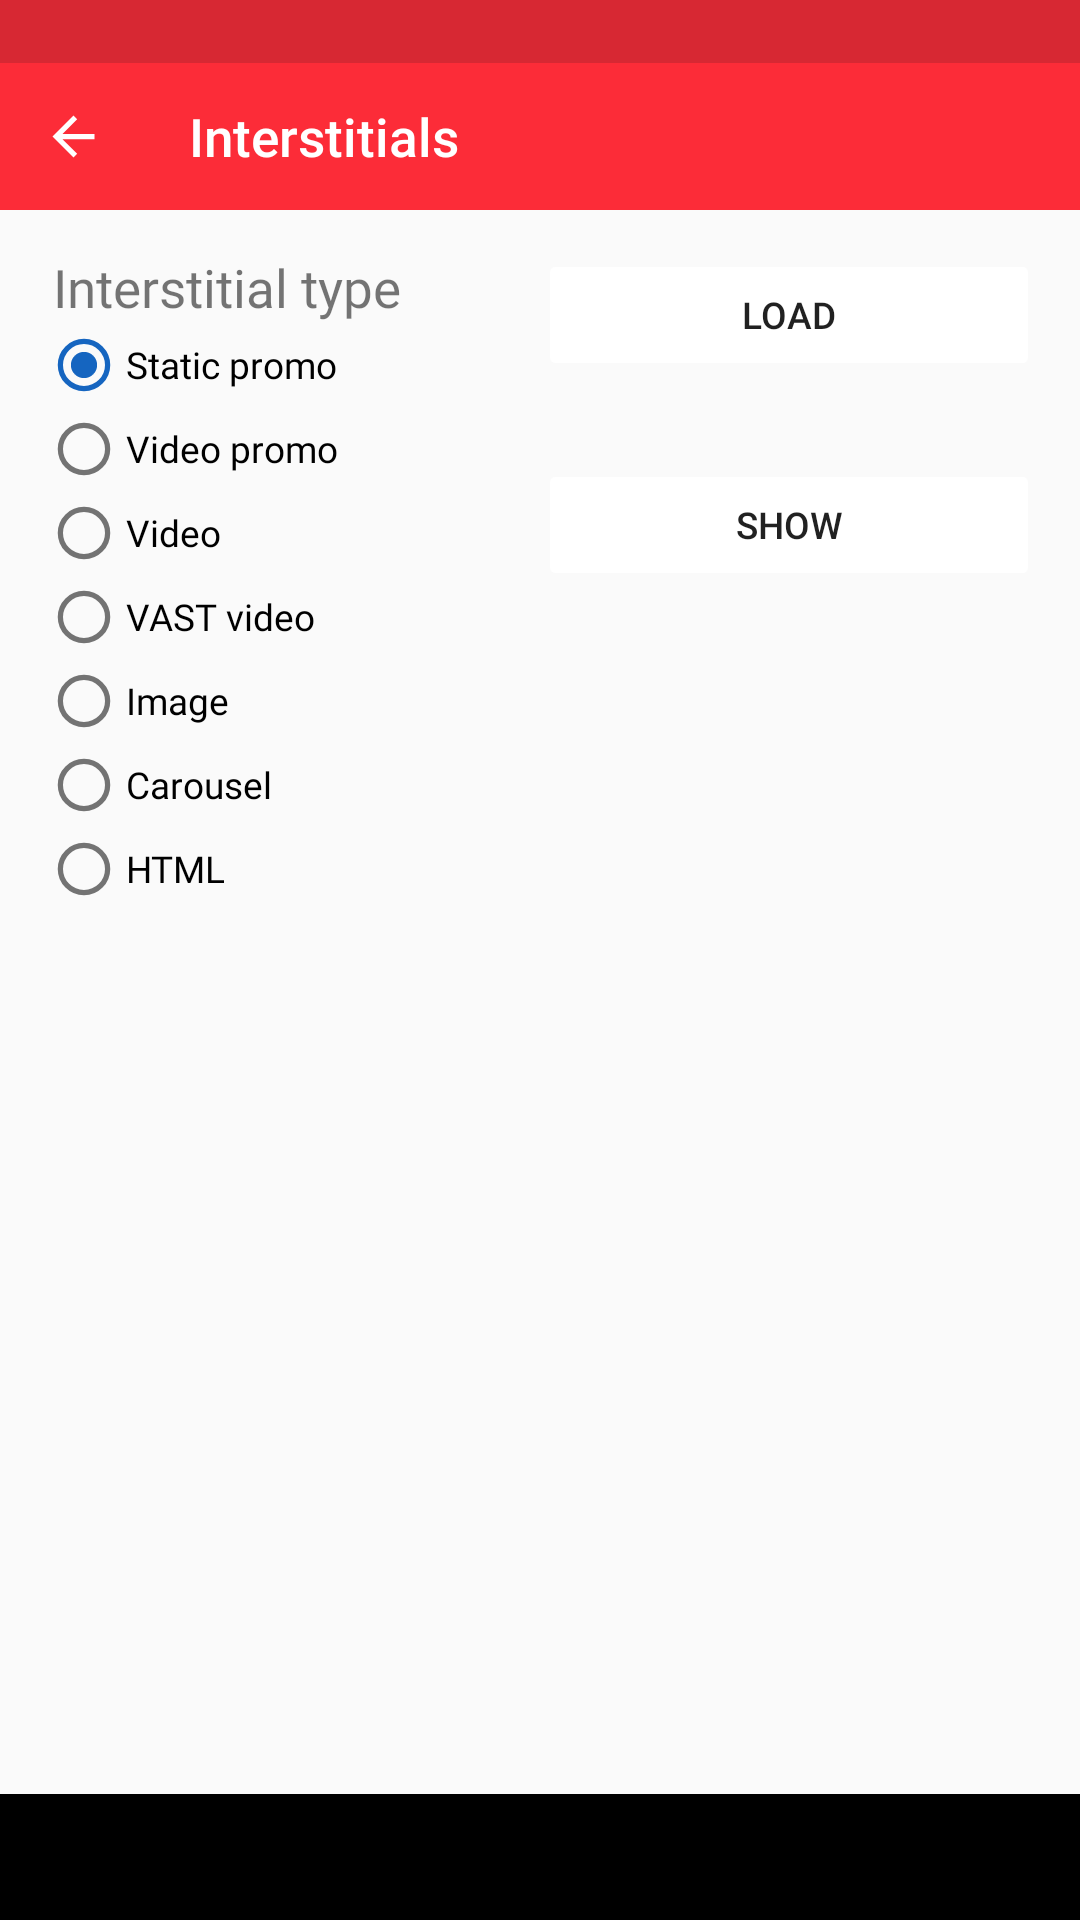 Interstitials
Interstitial type
Static promo
Video promo
Video
VAST video
Image
Carousel
HTML
LOAD
SHOW